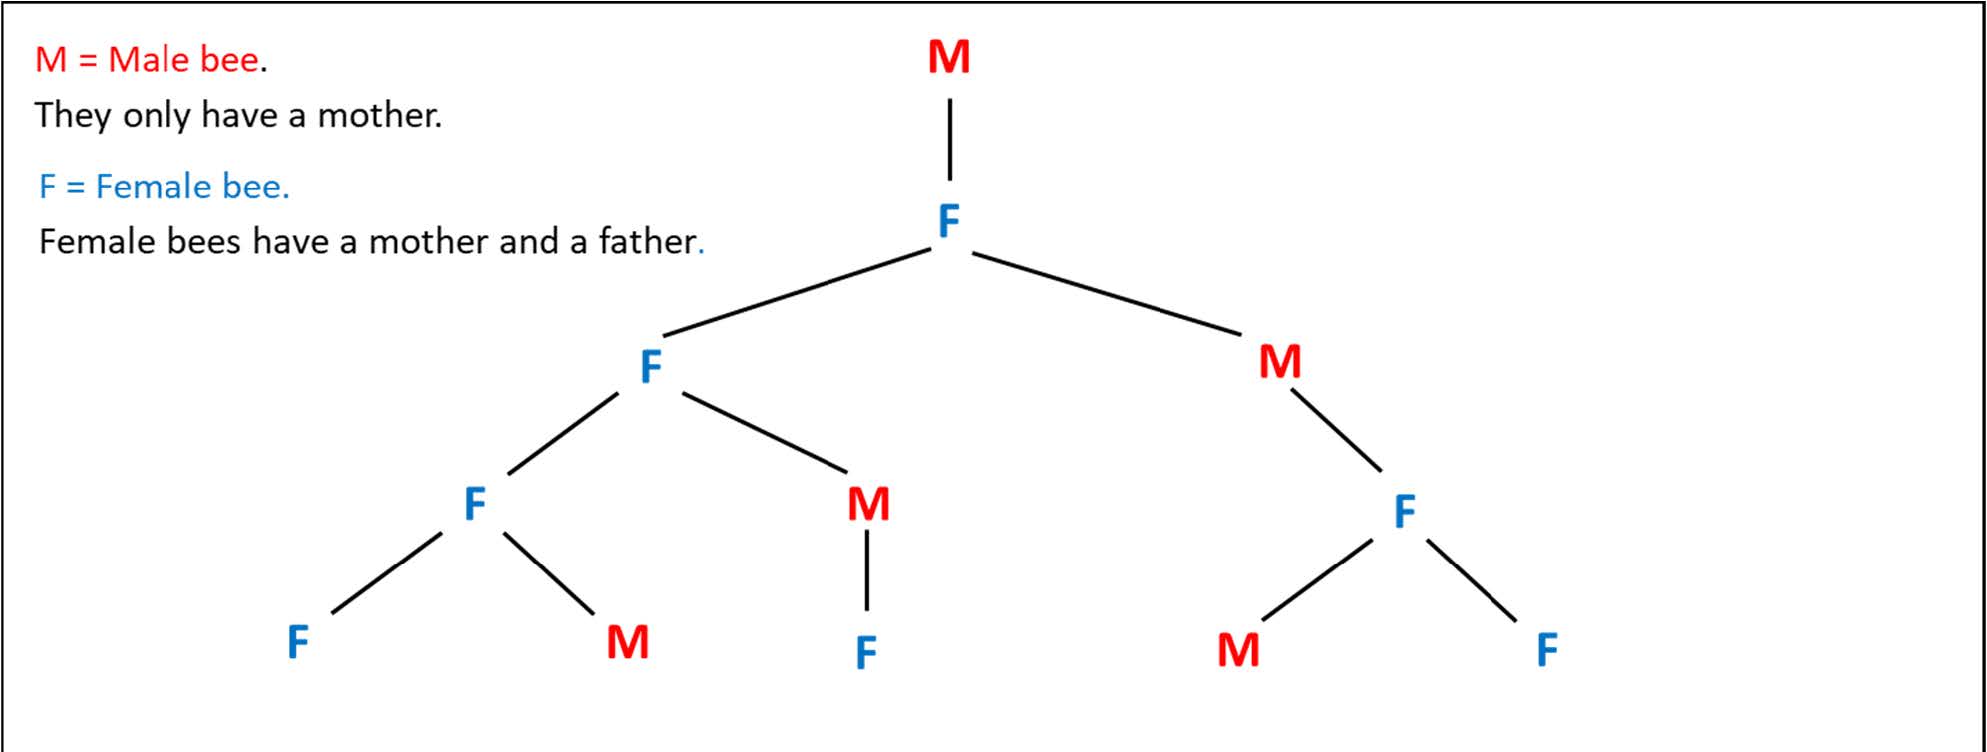 M = Male bee.
They only have a mother.
F = Female bee.
Female bees have a mother and a father.
M
F
F M
F M F
F M F M F